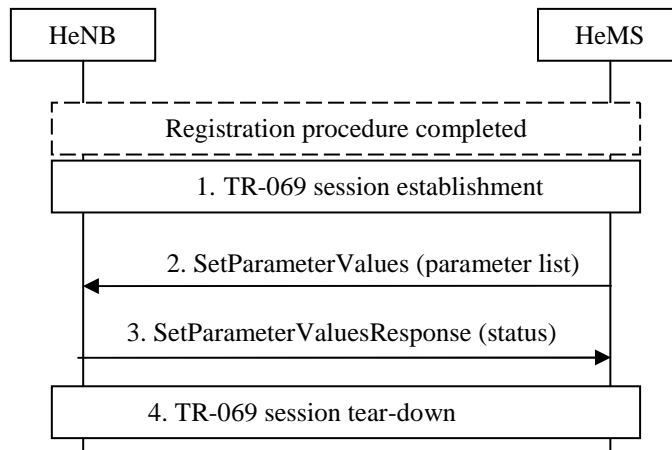 HeNB
HeMS
Registration procedure completed
1. TR-069 session establishment
2. SetParameterValues (parameter list)
3. SetParameterValuesResponse (status)
4. TR-069 session tear-down